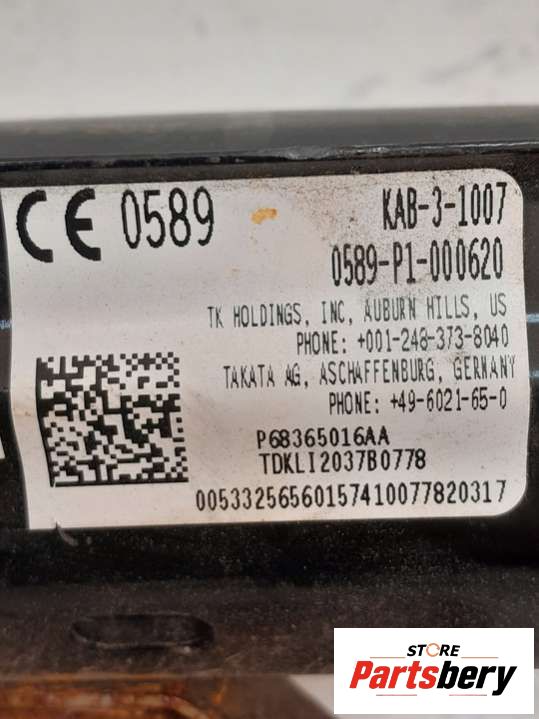 CE 0589
KAB-3-1007
0589-P1-000620
TK HOLDINGS, INC, AUBURN HILLS, US
PHONE: +001-248-373-8040
TAKATA AG, ASCHAFFENBURG, GERMANY
PHONE: +49-6021-65-0
P68365016AA
TDKLI2037B0778
00533256560157410077820317
STORE
Partsbery